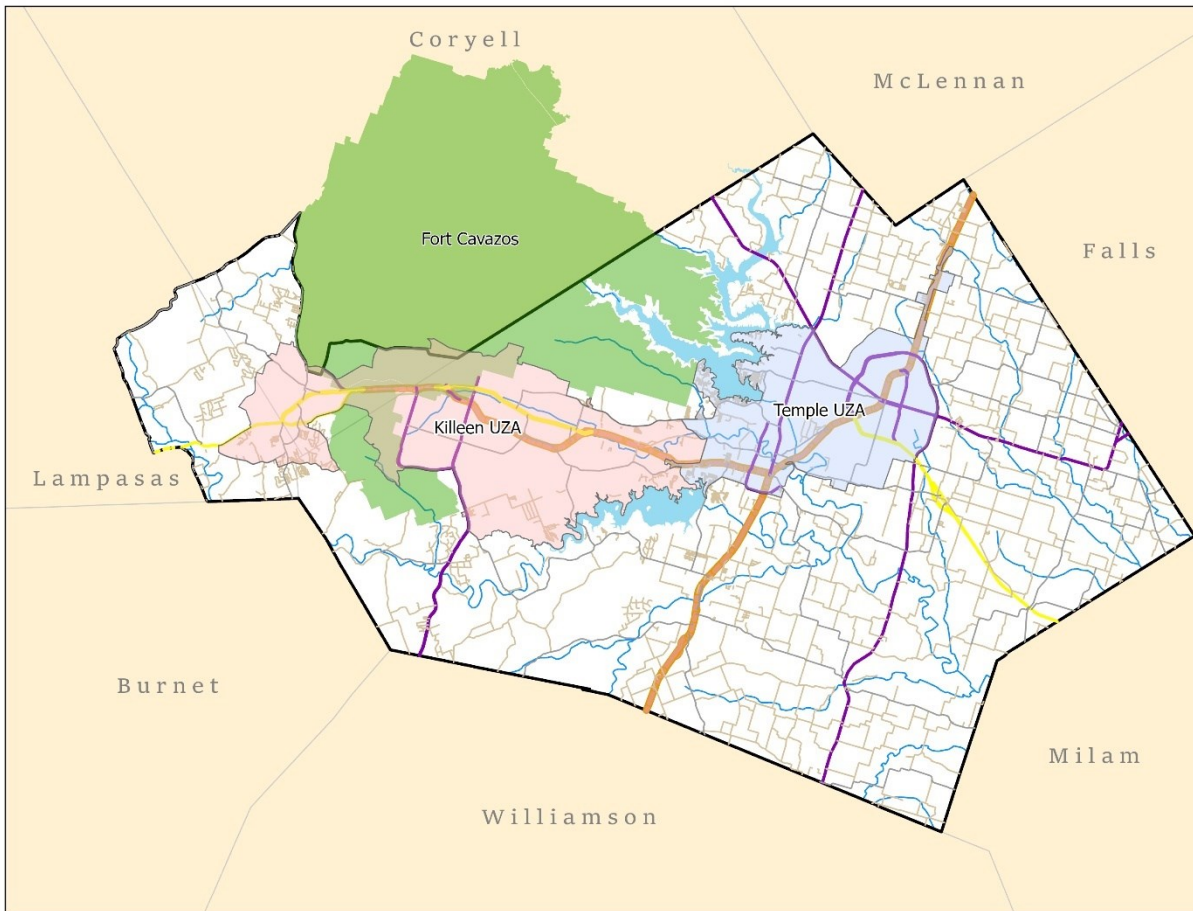 Coryell
McLennan
Fort Cavazos
Falls
Temple UZA
Killeen UZA
Lampasas
Burnet
Milam
Williamson